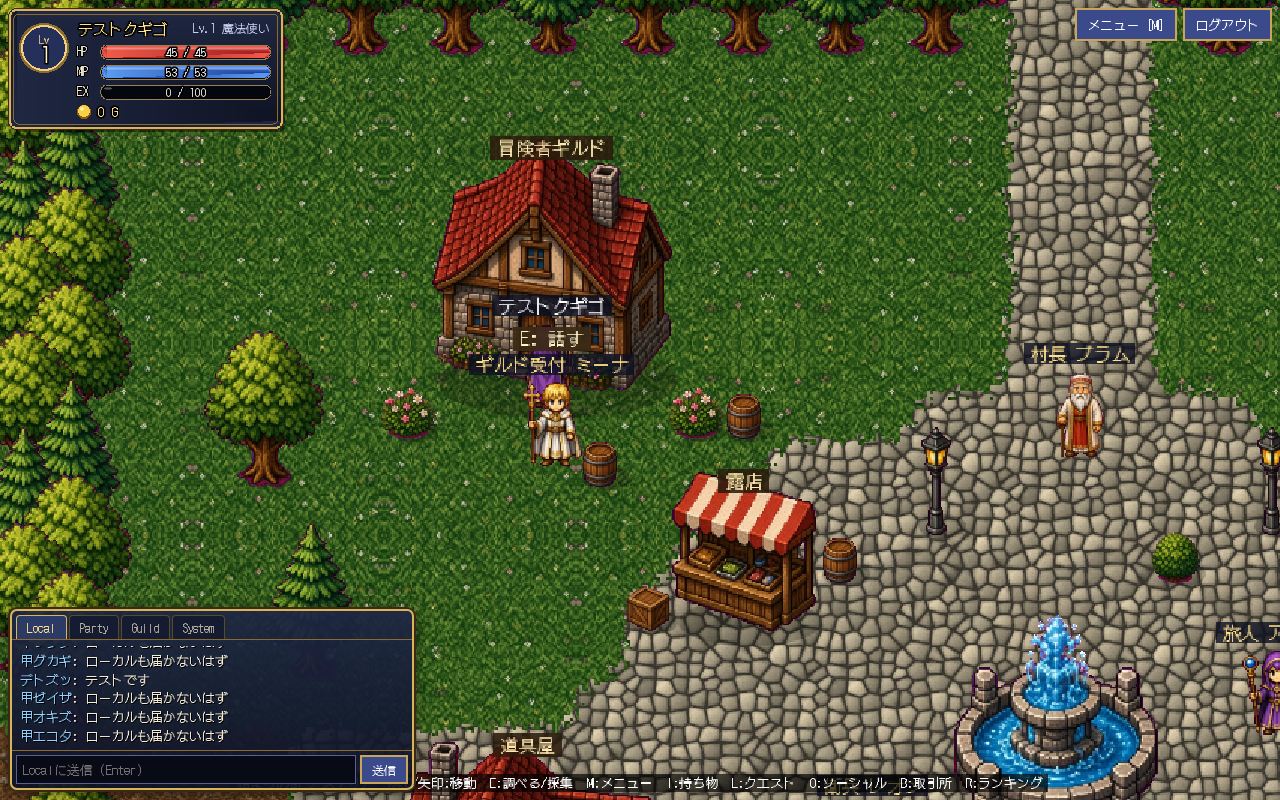 テストクギゴ Lv.1 魔法使い
Lv 1
HP 45 / 45
MP 53 / 53
EX 0 / 100
0 G
メニュー [M] ログアウト
冒険者ギルド
テストクギゴ
E: 話す
ギルド受付 ミーナ
村長 プラム
露店
旅人
道具屋
Local Party Guild System
甲グカギ: ローカルも届かないはず
デトズッ: テストです
甲ゼイザ: ローカルも届かないはず
甲オキズ: ローカルも届かないはず
甲エコタ: ローカルも届かないはず
Localに送信 (Enter) 送信
矢印:移動 E:調べる/採集 M:メニュー I:持ち物 L:クエスト O:ソーシャル B:取引所 R:ランキング